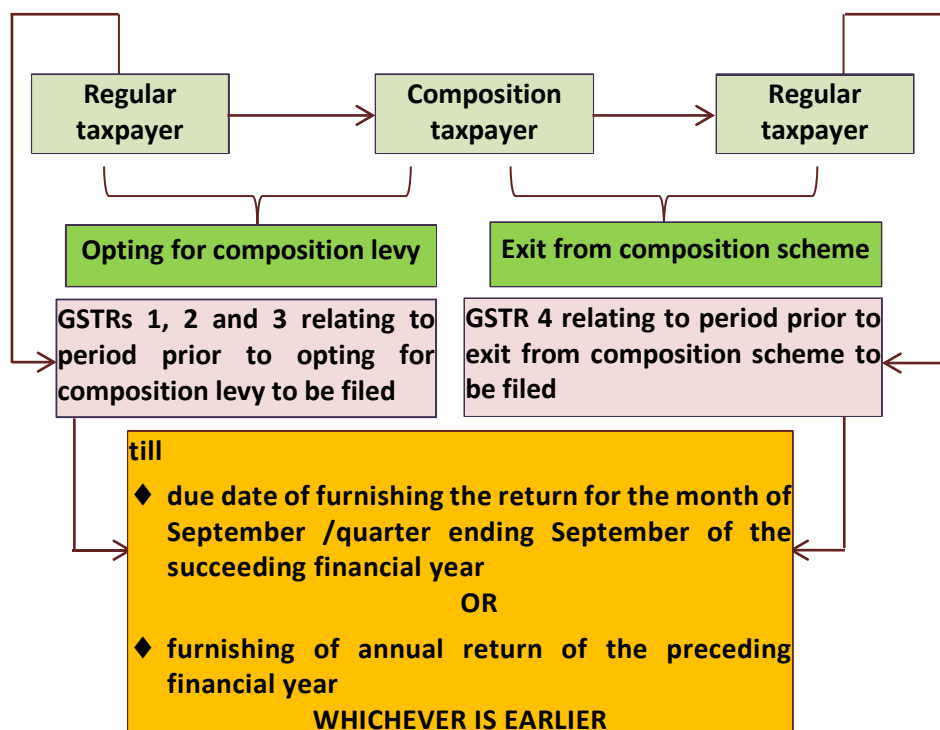 Regular
taxpayer
Composition
taxpayer
Regular
taxpayer
Opting for composition levy
Exit from composition scheme
GSTRs 1, 2 and 3 relating to
period prior to opting for
composition levy to be filed
GSTR 4 relating to period prior to
exit from composition scheme to
be filed
till
♦ due date of furnishing the return for the month of
September /quarter ending September of the
succeeding financial year
OR
♦ furnishing of annual return of the preceding
financial year
WHICHEVER IS EARLIER